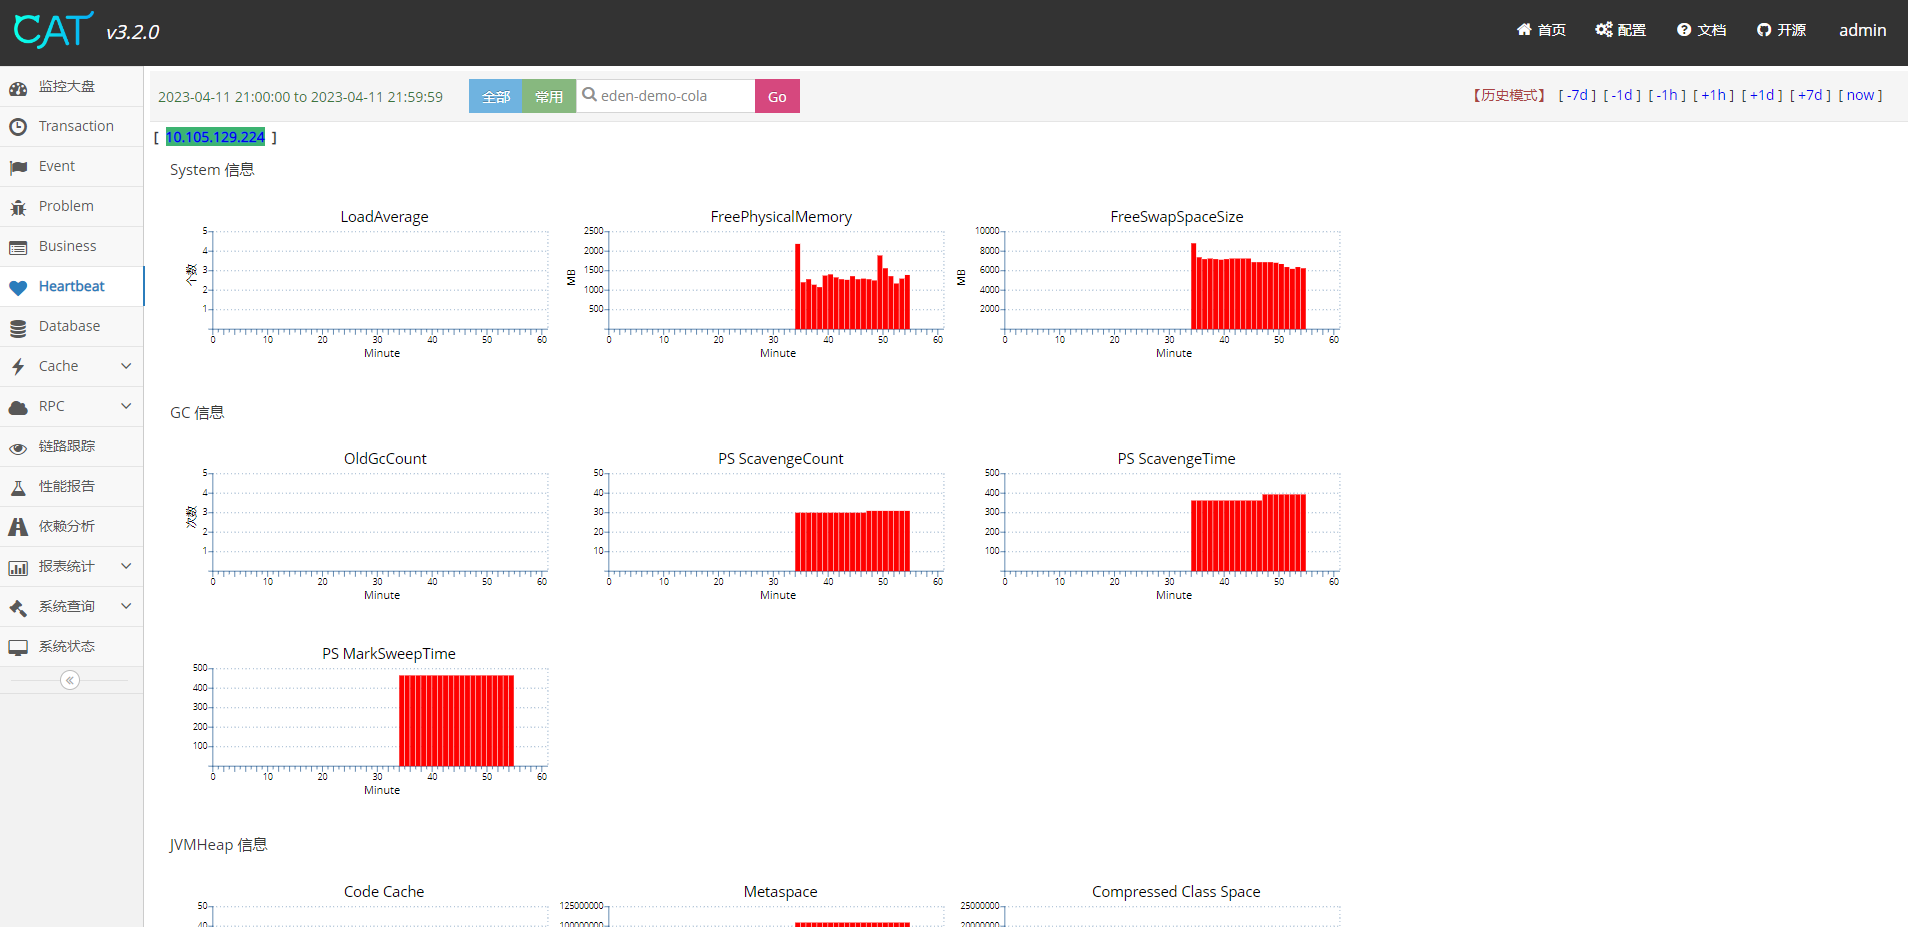 CAT v3.2.0
首页 配置 文档 开源 admin
监控大盘
Transaction
Event
Problem
Business
Heartbeat
Database
Cache
RPC
链路跟踪
性能报告
依赖分析
报表统计
系统查询
系统状态
2023-04-11 21:00:00 to 2023-04-11 21:59:59 全部 常用 eden-demo-cola Go 【历史模式】 [ -7d ] [ -1d ] [ -1h ] [ +1h ] [ +1d ] [ +7d ] [ now ]
[ 10.105.129.224 ]
System 信息
LoadAverage
5
4
3
2
1
个数
0 10 20 30 40 50 60
Minute
FreePhysicalMemory
2500
2000
1500
1000
500
MB
0 10 20 30 40 50 60
Minute
FreeSwapSpaceSize
10000
8000
6000
4000
2000
MB
0 10 20 30 40 50 60
Minute
GC 信息
OldGcCount
5
4
3
2
1
次数
0 10 20 30 40 50 60
Minute
PS ScavengeCount
50
40
30
20
10
0 10 20 30 40 50 60
Minute
PS ScavengeTime
500
400
300
200
100
0 10 20 30 40 50 60
Minute
PS MarkSweepTime
500
400
300
200
100
0 10 20 30 40 50 60
Minute
JVMHeap 信息
Code Cache
50
40
Metaspace
125000000
100000000
Compressed Class Space
25000000
20000000